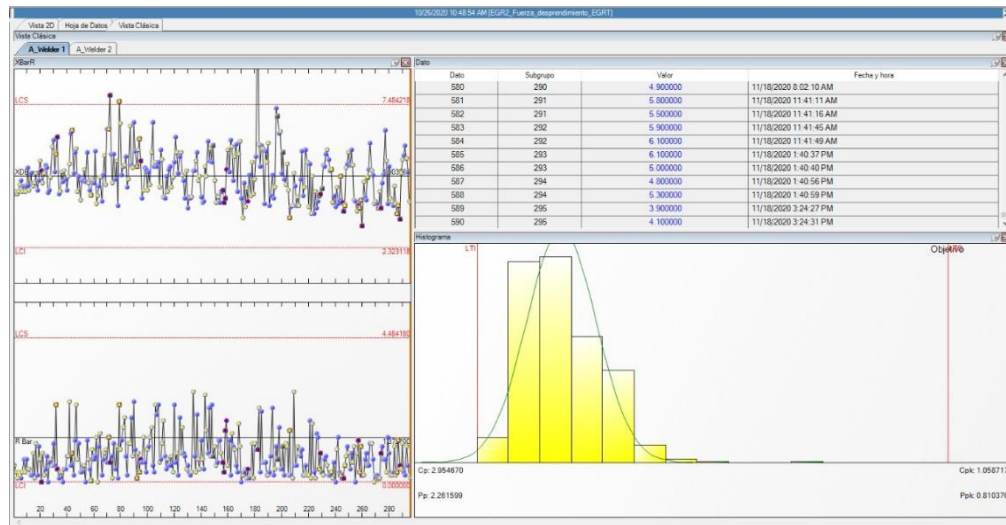 10/26/2020 10:48:54 AM [EGR2_Fuerza_desprendimiento_EGRT]
Vista 2D Hoja de Datos Vista Clásica
Vista Clásica
A_Welder 1 A_Welder 2
XBarR
LCS 7.484218
LCI 2.323118
LCS 4.484180
R Bar
LCI 0.000000
20 40 60 80 100 120 140 160 180 200 220 240 260 280
Dato
Dato Subgrupo Valor Fecha y hora
580 290 4.900000 11/18/2020 8:02:10 AM
581 291 5.800000 11/18/2020 11:41:11 AM
582 291 5.500000 11/18/2020 11:41:16 AM
583 292 5.900000 11/18/2020 11:41:45 AM
584 292 6.100000 11/18/2020 11:41:49 AM
585 293 6.100000 11/18/2020 1:40:37 PM
586 293 5.000000 11/18/2020 1:40:40 PM
587 294 4.800000 11/18/2020 1:40:56 PM
588 294 5.300000 11/18/2020 1:40:59 PM
589 295 3.900000 11/18/2020 3:24:27 PM
590 295 4.100000 11/18/2020 3:24:31 PM
Histograma
LTI Objetivo
Cp: 2.954670 Cpk: 1.058717
Pp: 2.261599 Ppk: 0.810376